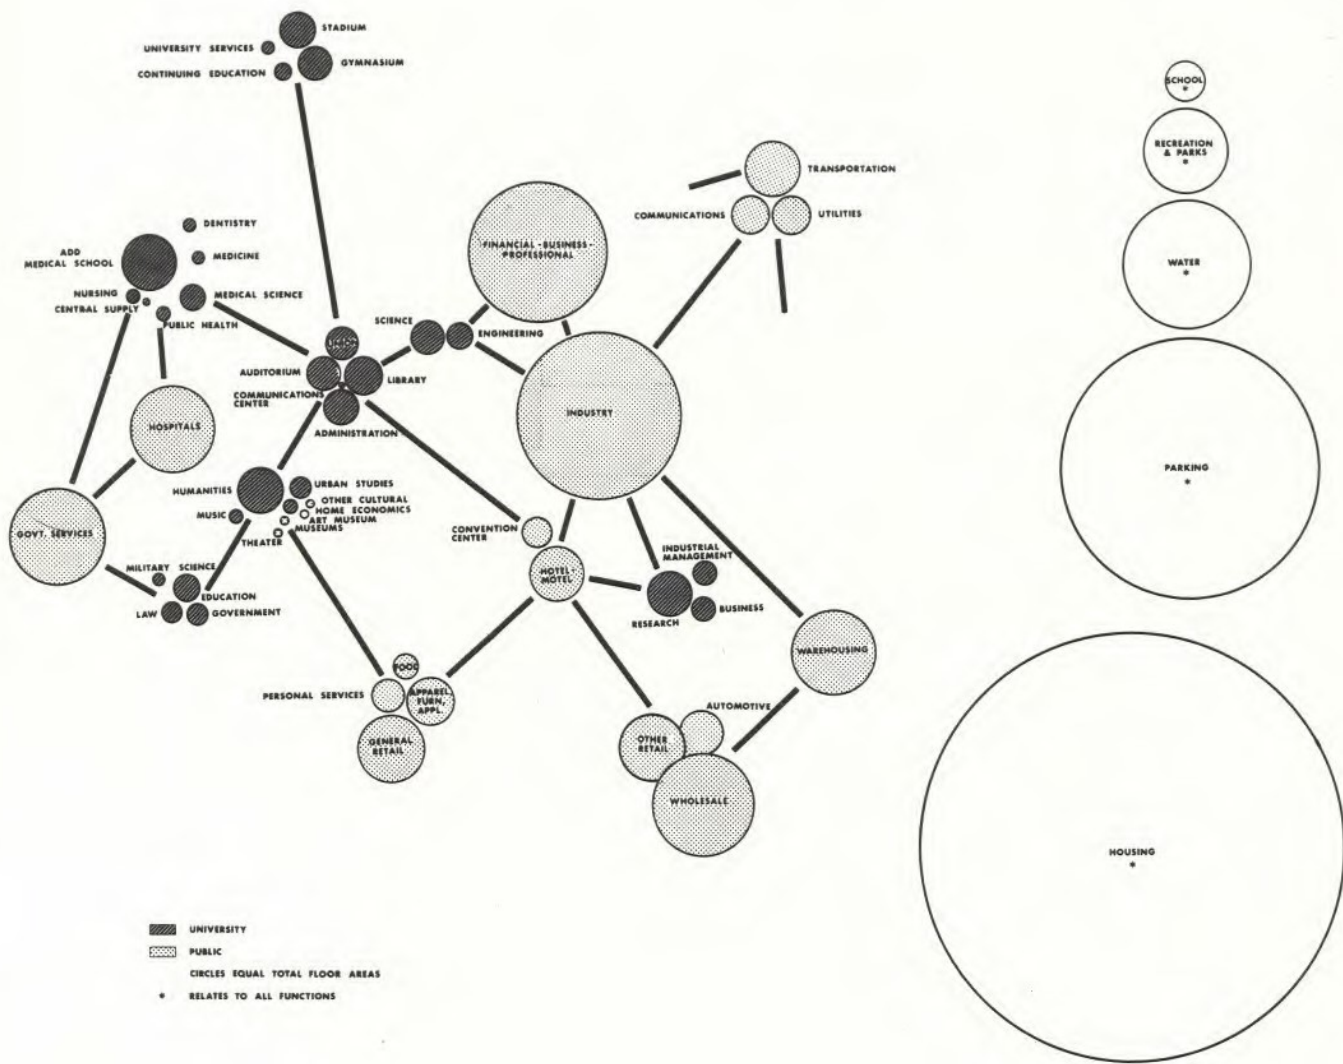 STADIUM
UNIVERSITY SERVICES
GYMNASIUM
CONTINUING EDUCATION
SCHOOL
*
RECREATION
& PARKS
*
TRANSPORTATION
COMMUNICATIONS
UTILITIES
DENTISTRY
ADD
MEDICAL SCHOOL
MEDICINE
FINANCIAL - BUSINESS -
PROFESSIONAL
WATER
*
NURSING
MEDICAL SCIENCE
CENTRAL SUPPLY
PUBLIC HEALTH
SCIENCE
ENGINEERING
AUDITORIUM
LIBRARY
COMMUNICATIONS
CENTER
ADMINISTRATION
INDUSTRY
HOSPITALS
PARKING
*
HUMANITIES
URBAN STUDIES
OTHER CULTURAL
HOME ECONOMICS
ART MUSEUM
MUSEUMS
MUSIC
THEATER
GOVT. SERVICES
CONVENTION
CENTER
HOTEL -
MOTEL
INDUSTRIAL
MANAGEMENT
MILITARY SCIENCE
EDUCATION
LAW
GOVERNMENT
BUSINESS
RESEARCH
WAREHOUSING
FOOD
PERSONAL SERVICES
APPAREL,
FURN,
APPL.
GENERAL
RETAIL
AUTOMOTIVE
OTHER
RETAIL
WHOLESALE
HOUSING
*
UNIVERSITY
PUBLIC
CIRCLES EQUAL TOTAL FLOOR AREAS
* RELATES TO ALL FUNCTIONS